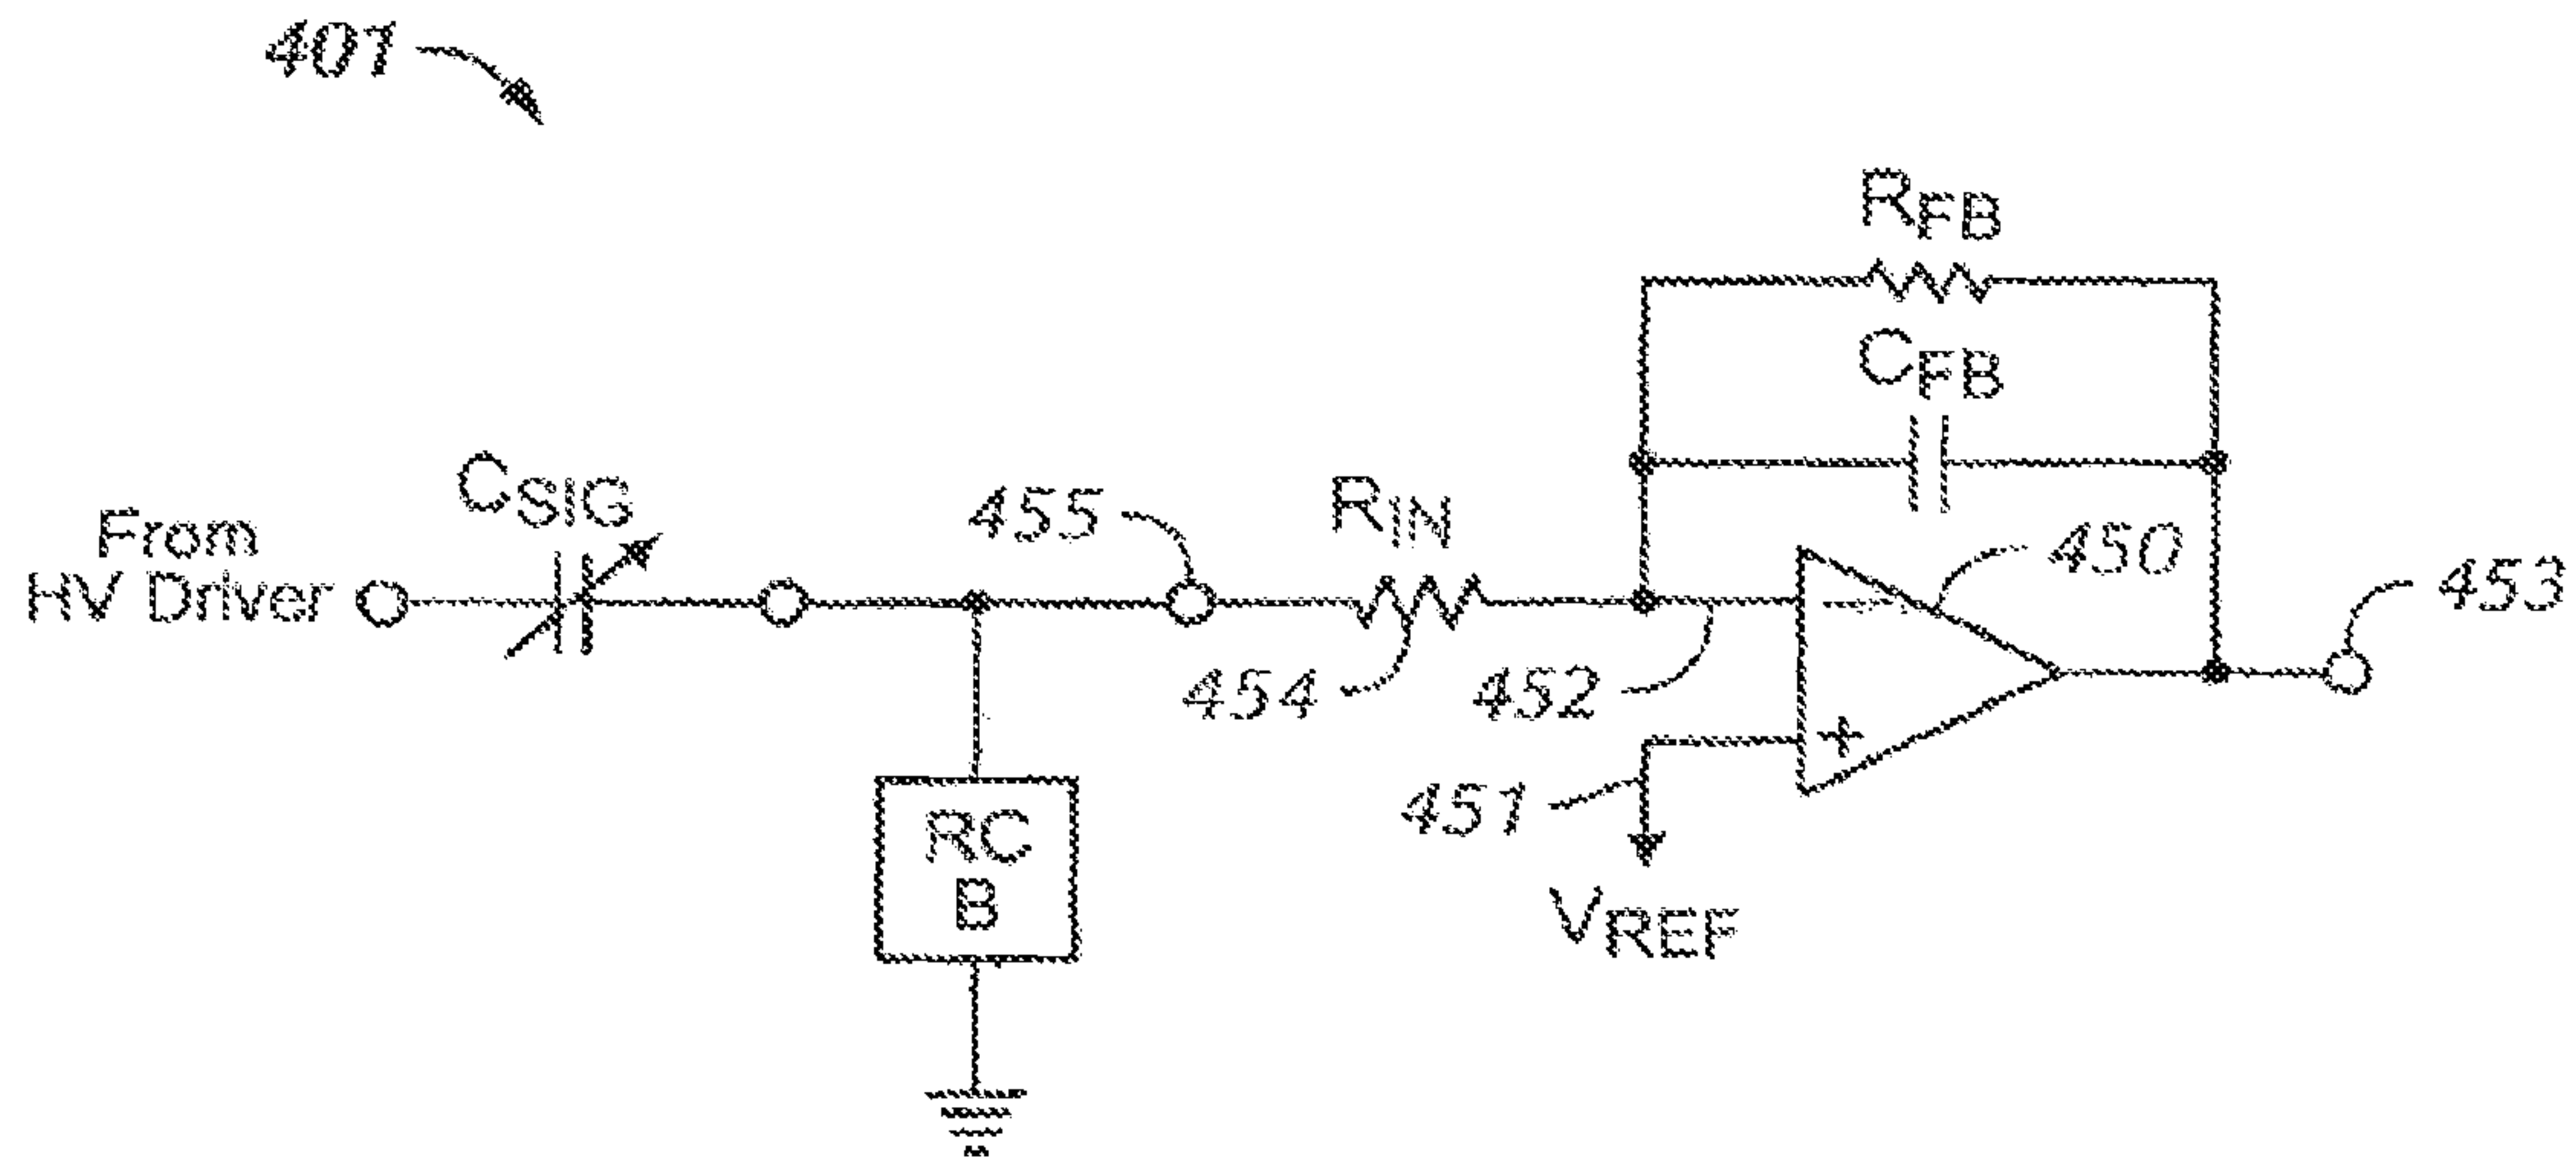 401
RFB
CFB
CSIG
From
HV Driver
455
RIN
450
453
454
452
+
451
RC
B
VREF